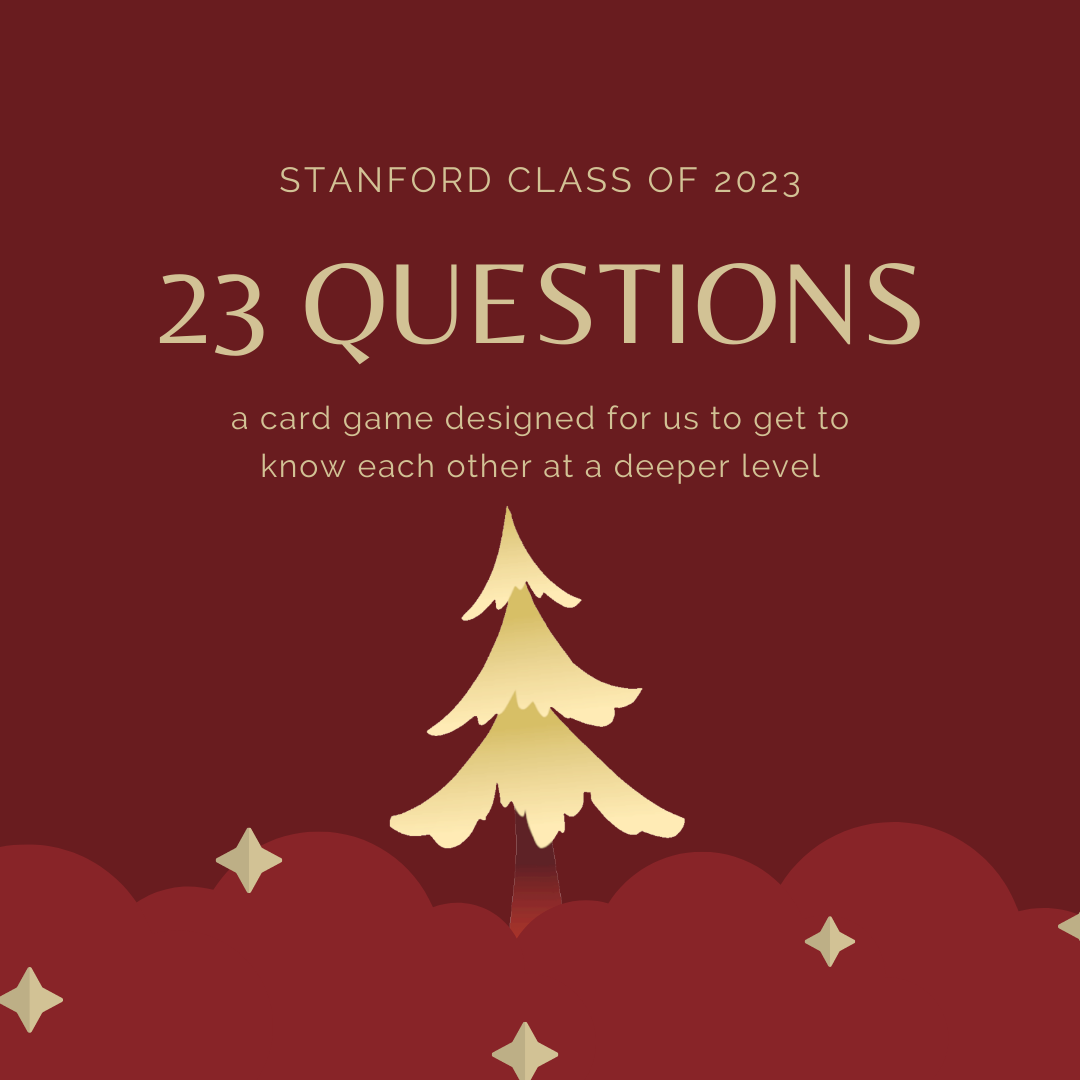 STANFORD CLASS OF 2023
23 QUESTIONS
a card game designed for us to get to
know each other at a deeper level